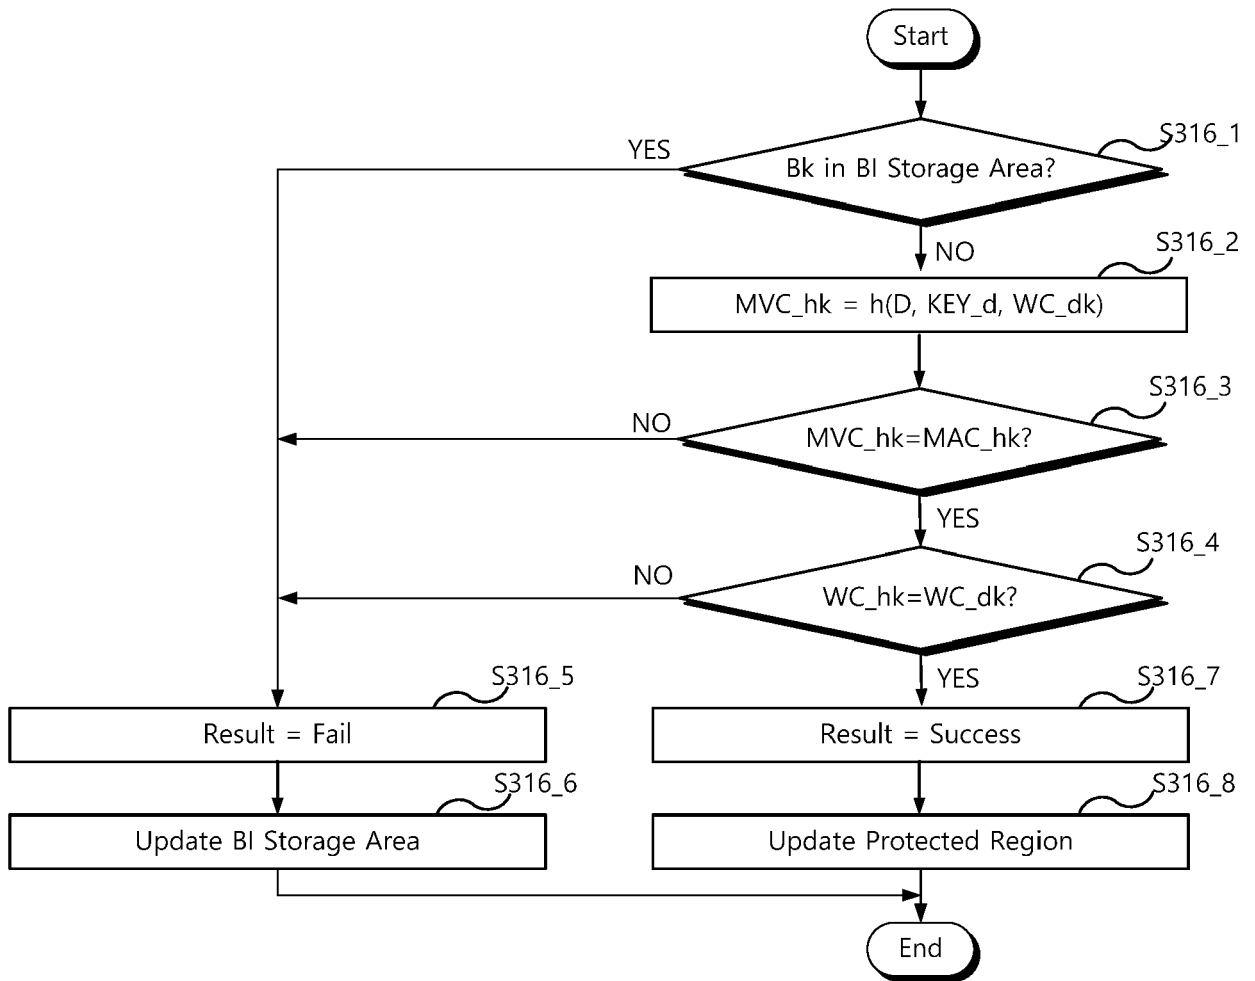 Start
S316_1
YES
Bk in BI Storage Area?
NO
S316_2
MVC_hk = h(D, KEY_d, WC_dk)
S316_3
NO
MVC_hk=MAC_hk?
YES
S316_4
NO
WC_hk=WC_dk?
YES
S316_5
S316_7
Result = Fail
Result = Success
S316_6
S316_8
Update BI Storage Area
Update Protected Region
End